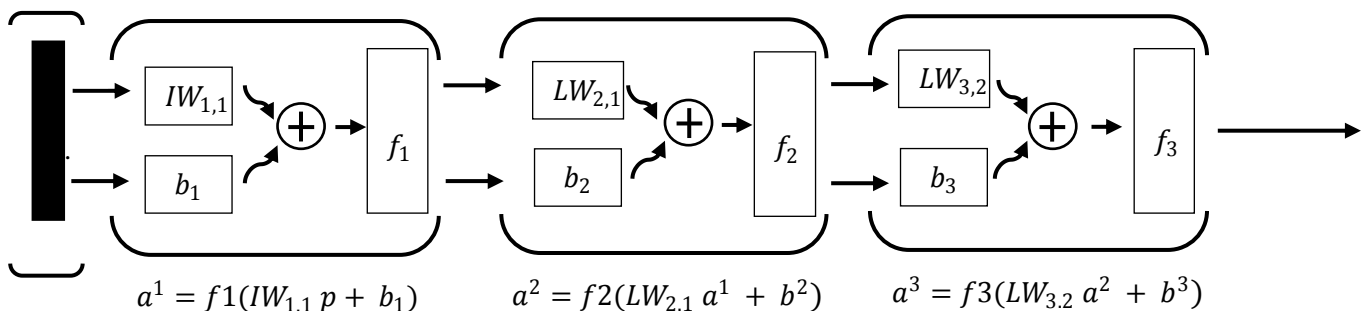 IW₁,₁
LW₂,₁
LW₃,₂
+
+
+
f₁
f₂
f₃
b₁
b₂
b₃
a¹ = f1(IW₁.₁ p + b₁)
a² = f2(LW₂.₁ a¹ + b²)
a³ = f3(LW₃.₂ a² + b³)